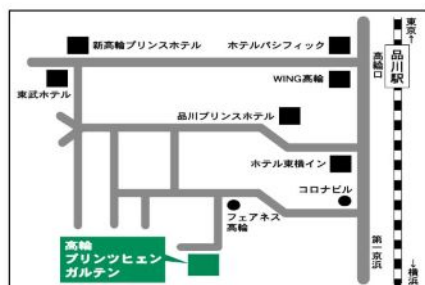 東京↑
新高輪プリンスホテル
ホテルパシフィック
高輪口
品川駅
WING高輪
東武ホテル
品川プリンスホテル
ホテル東横イン
コロナビル
フェアネス
高輪
高輪
プリンツヒェン
ガルテン
第一京浜
↓横浜